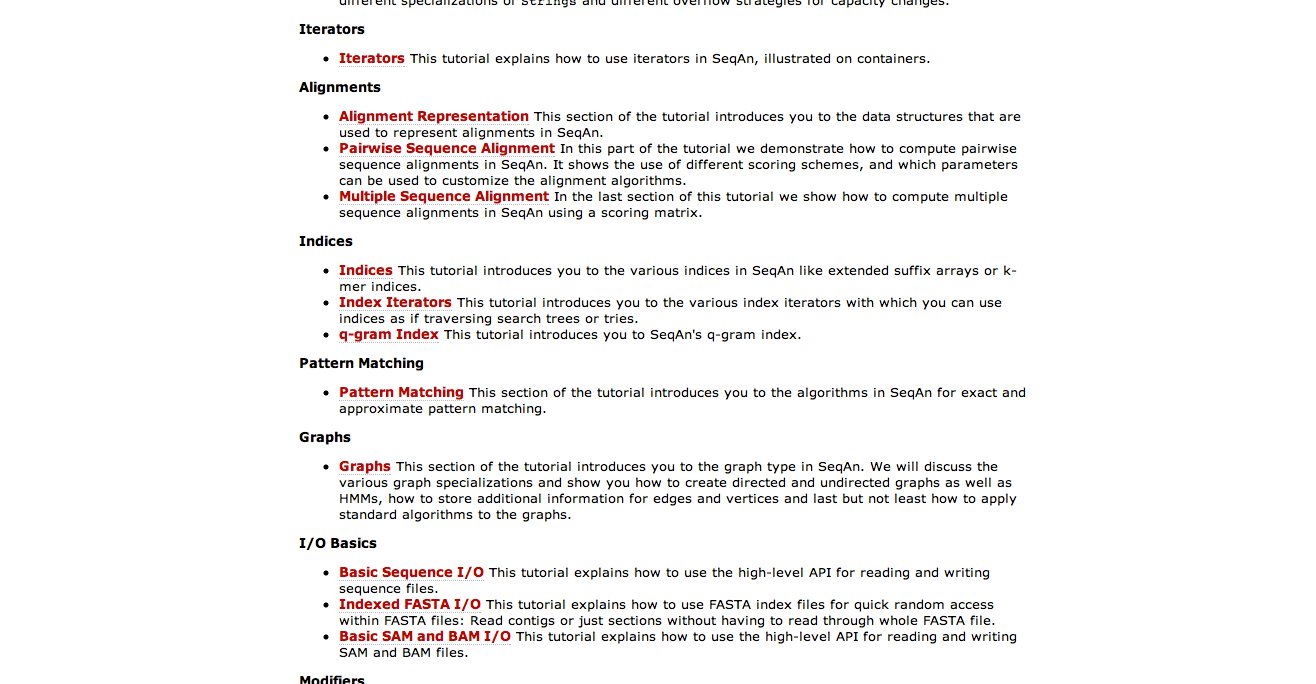 different specializations of Strings and different overflow strategies for capacity changes.
Iterators
• Iterators This tutorial explains how to use iterators in SeqAn, illustrated on containers.
Alignments
• Alignment Representation This section of the tutorial introduces you to the data structures that are
used to represent alignments in SeqAn.
• Pairwise Sequence Alignment In this part of the tutorial we demonstrate how to compute pairwise
sequence alignments in SeqAn. It shows the use of different scoring schemes, and which parameters
can be used to customize the alignment algorithms.
• Multiple Sequence Alignment In the last section of this tutorial we show how to compute multiple
sequence alignments in SeqAn using a scoring matrix.
Indices
• Indices This tutorial introduces you to the various indices in SeqAn like extended suffix arrays or k-
mer indices.
• Index Iterators This tutorial introduces you to the various index iterators with which you can use
indices as if traversing search trees or tries.
• q-gram Index This tutorial introduces you to SeqAn's q-gram index.
Pattern Matching
• Pattern Matching This section of the tutorial introduces you to the algorithms in SeqAn for exact and
approximate pattern matching.
Graphs
• Graphs This section of the tutorial introduces you to the graph type in SeqAn. We will discuss the
various graph specializations and show you how to create directed and undirected graphs as well as
HMMs, how to store additional information for edges and vertices and last but not least how to apply
standard algorithms to the graphs.
I/O Basics
• Basic Sequence I/O This tutorial explains how to use the high-level API for reading and writing
sequence files.
• Indexed FASTA I/O This tutorial explains how to use FASTA index files for quick random access
within FASTA files: Read contigs or just sections without having to read through whole FASTA file.
• Basic SAM and BAM I/O This tutorial explains how to use the high-level API for reading and writing
SAM and BAM files.
Modifiers